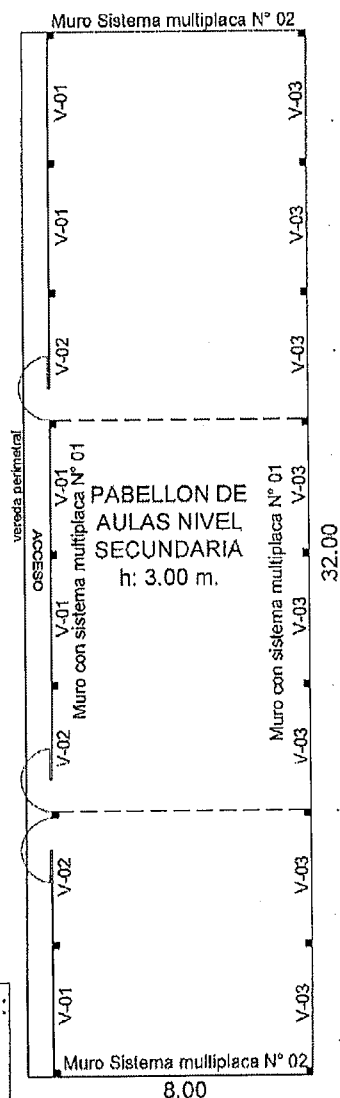 Muro Sistema multiplaca N° 02
V-01
V-03
V-01
V-03
V-02
V-03
vereda perimetral
ACCESO
V-01
Muro con sistema multiplaca N° 01
PABELLON DE
AULAS NIVEL
SECUNDARIA
h: 3.00 m.
Muro con sistema multiplaca N° 01
V-03
32.00
V-01
V-03
V-02
V-03
V-02
V-03
V-01
V-03
Muro Sistema multiplaca N° 02
8.00